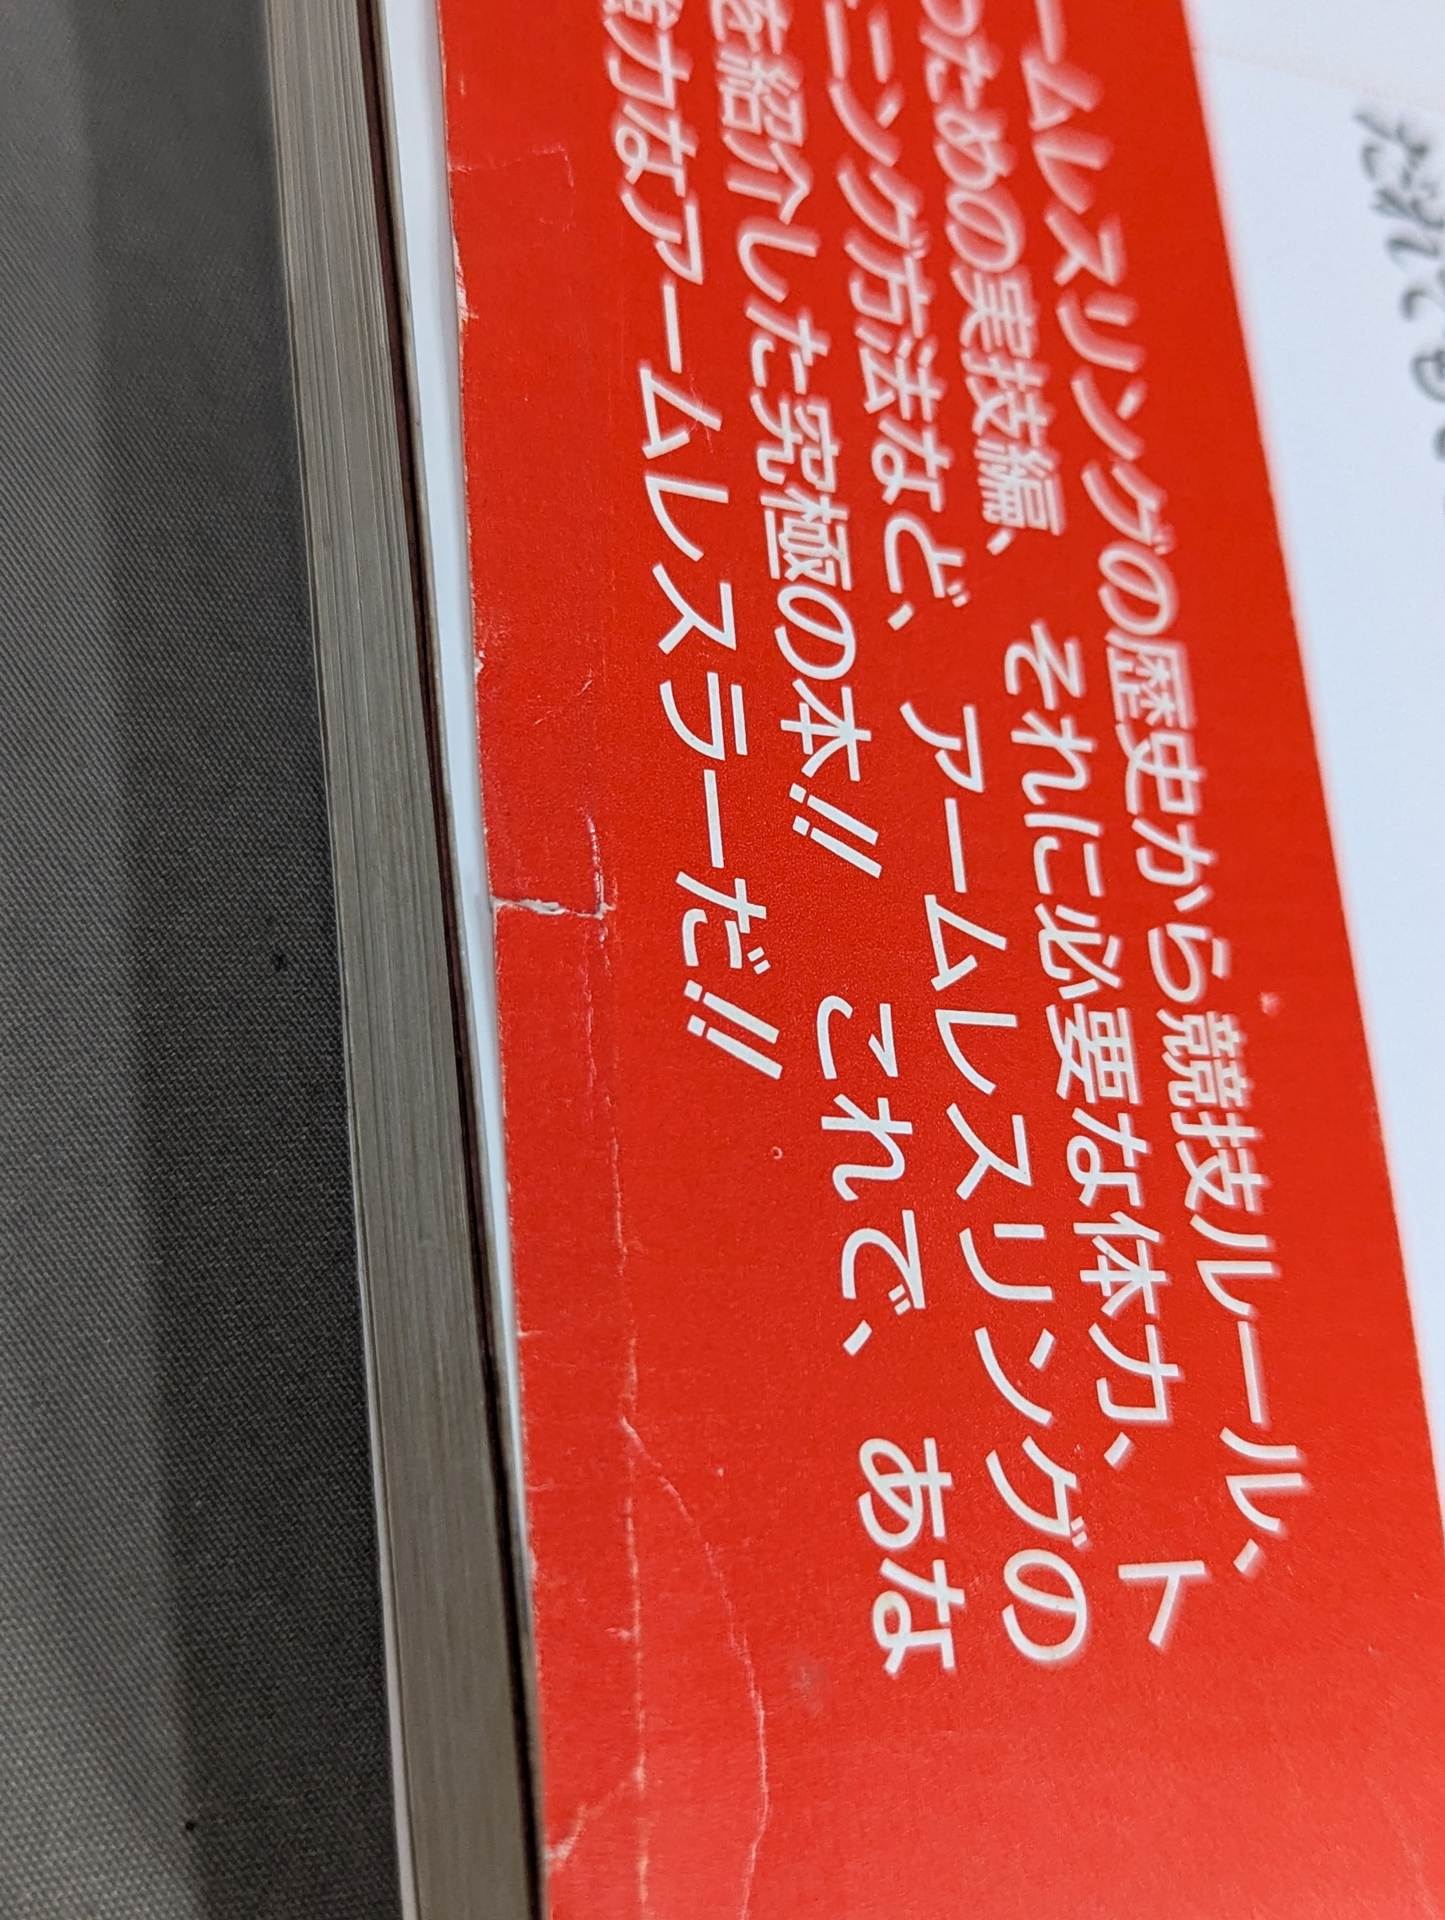 ームレスリングの歴史から競技ルール、
ったための実技編、それに必要な体力、ト
ニング方法など、アームレスリングの
を紹介した究極の本!! これで、あな
力なアームレスラーだ!!